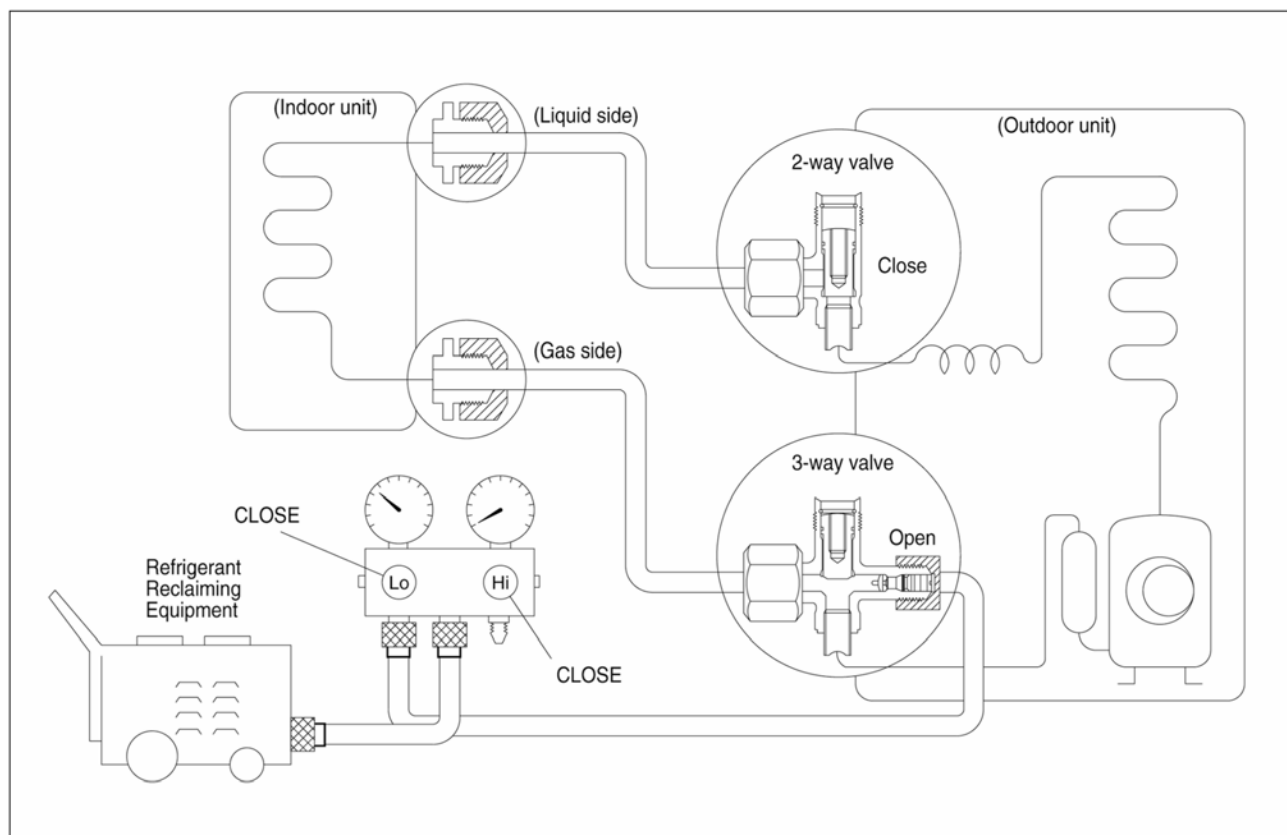 (Indoor unit)
(Liquid side)
(Outdoor unit)
2-way valve
Close
(Gas side)
3-way valve
Open
CLOSE
Lo
Hi
Refrigerant
Reclaiming
Equipment
CLOSE